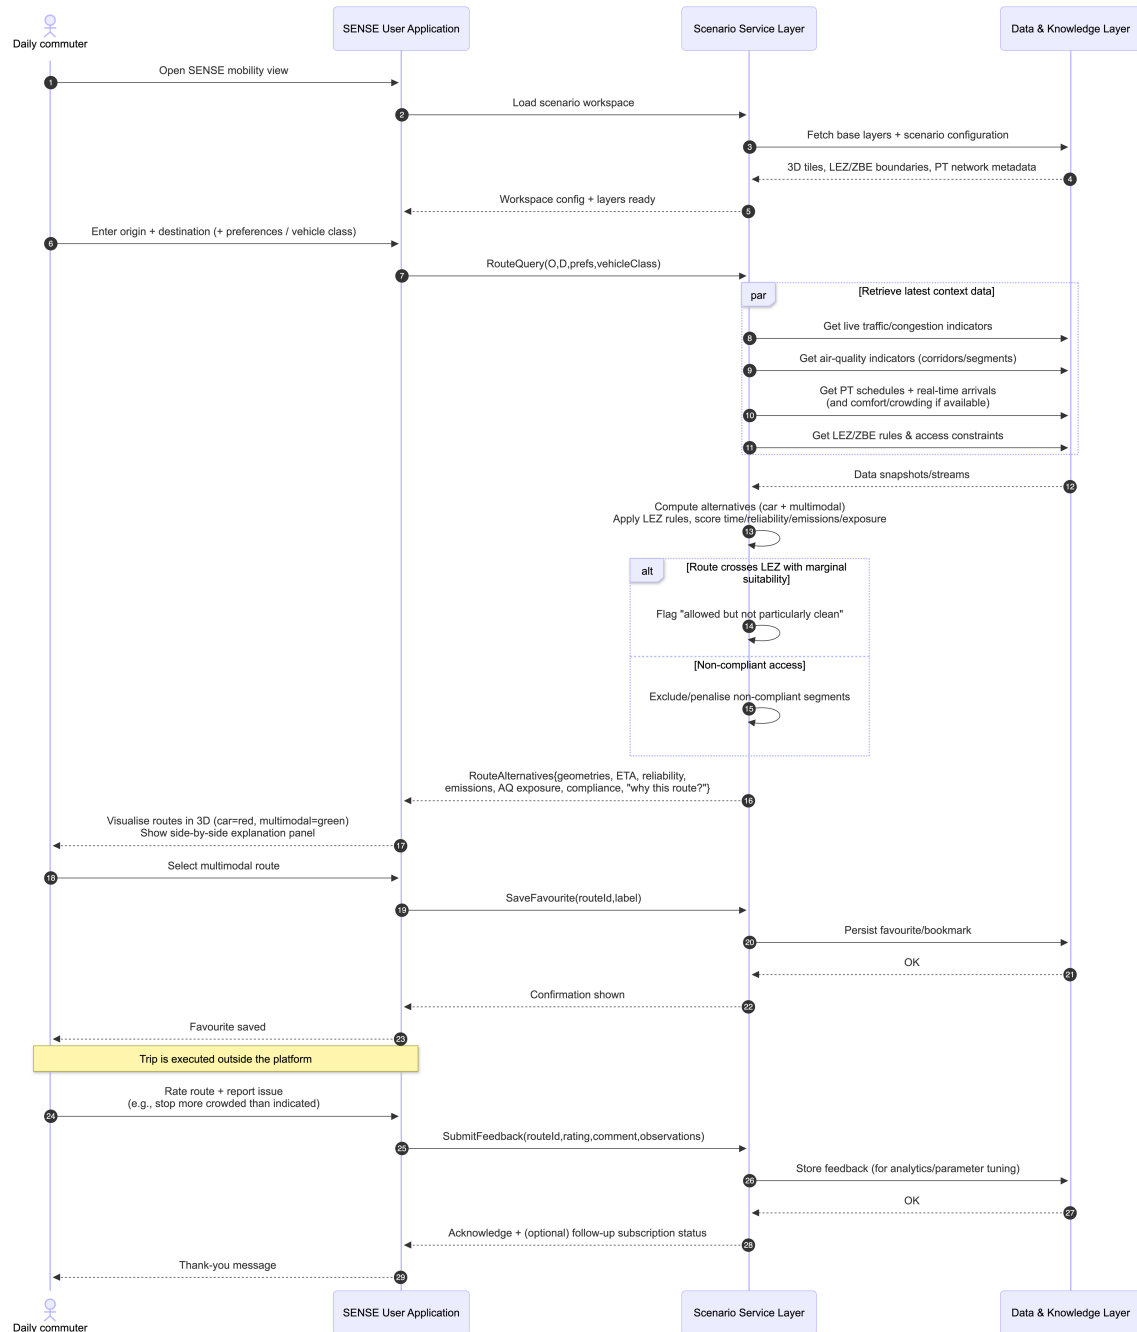 Daily commuter
SENSE User Application
Scenario Service Layer
Data & Knowledge Layer
1
Open SENSE mobility view
2
Load scenario workspace
3
Fetch base layers + scenario configuration
3D tiles, LEZ/ZBE boundaries, PT network metadata
4
Workspace config + layers ready
5
6
Enter origin + destination (+ preferences / vehicle class)
7
RouteQuery(O,D,prefs,vehicleClass)
par
[Retrieve latest context data]
8
Get live traffic/congestion indicators
9
Get air-quality indicators (corridors/segments)
Get PT schedules + real-time arrivals
(and comfort/crowding if available)
10
Get LEZ/ZBE rules & access constraints
11
Data snapshots/streams
12
Compute alternatives (car + multimodal)
Apply LEZ rules, score time/reliability/emissions/exposure
13
alt
[Route crosses LEZ with marginal
suitability]
Flag "allowed but not particularly clean"
14
[Non-compliant access]
Exclude/penalise non-compliant segments
15
RouteAlternatives{geometries, ETA, reliability,
emissions, AQ exposure, compliance, "why this route?"}
16
Visualise routes in 3D (car=red, multimodal=green)
Show side-by-side explanation panel
17
18
Select multimodal route
19
SaveFavourite(routeId,label)
20
Persist favourite/bookmark
OK
21
Confirmation shown
22
Favourite saved
23
Trip is executed outside the platform
Rate route + report issue
(e.g., stop more crowded than indicated)
24
25
SubmitFeedback(routeId,rating,comment,observations)
26
Store feedback (for analytics/parameter tuning)
OK
27
Acknowledge + (optional) follow-up subscription status
28
Thank-you message
29
Daily commuter
SENSE User Application
Scenario Service Layer
Data & Knowledge Layer